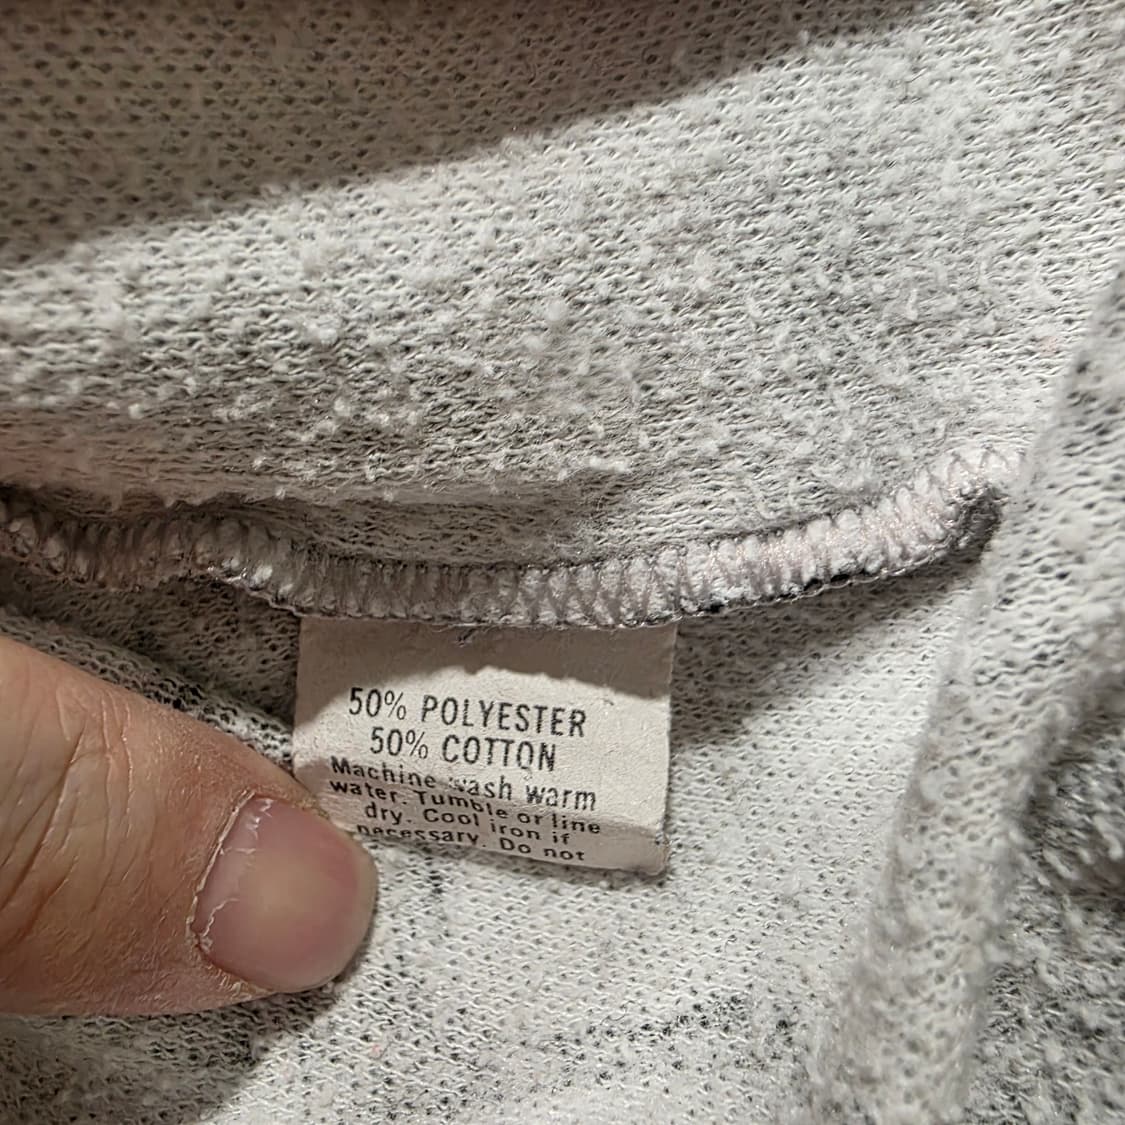 50% POLYESTER
50% COTTON
Machine wash warm
water. Tumble or line
dry. Cool iron if
necessary. Do not